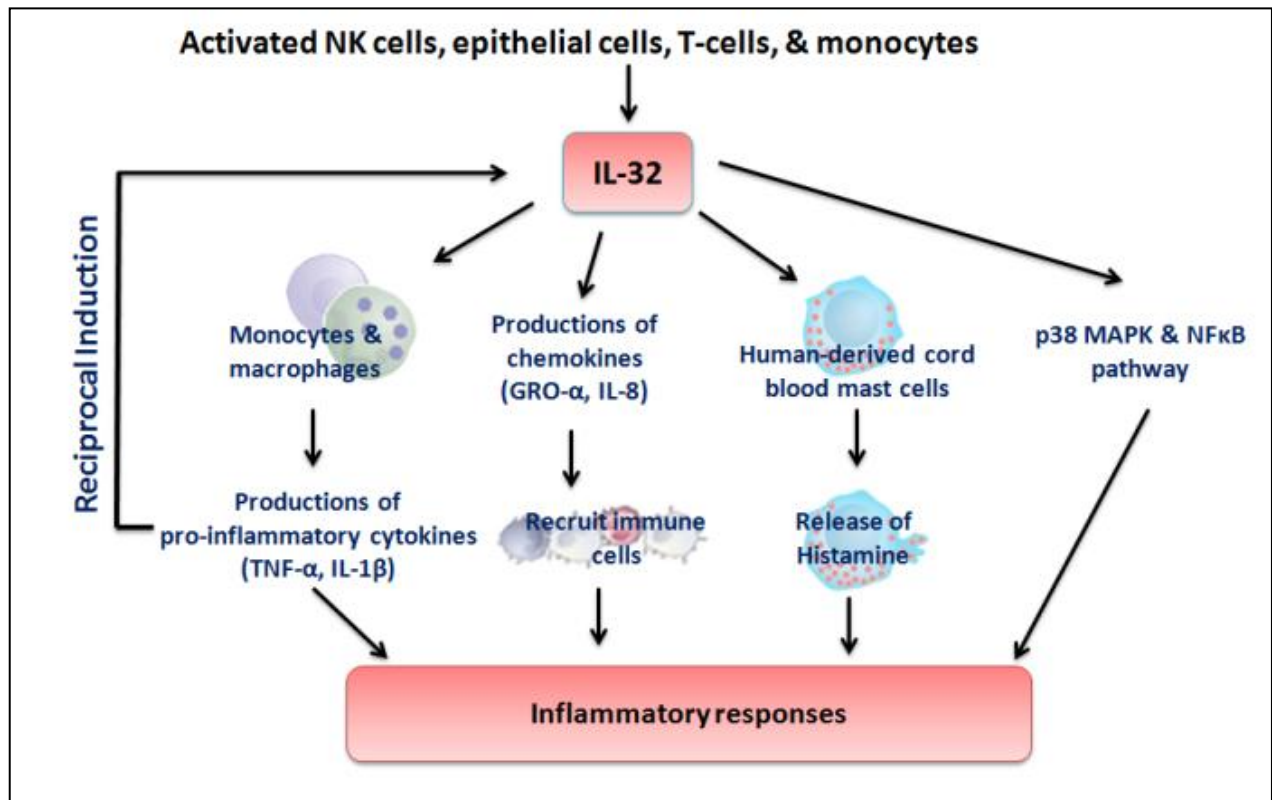 Activated NK cells, epithelial cells, T-cells, & monocytes
IL-32
Reciprocal Induction
Monocytes &
macrophages
Productions of
chemokines
(GRO-α, IL-8)
Human-derived cord
blood mast cells
p38 MAPK & NFκB
pathway
Productions of
pro-inflammatory cytokines
(TNF-α, IL-1β)
Recruit immune
cells
Release of
Histamine
Inflammatory responses